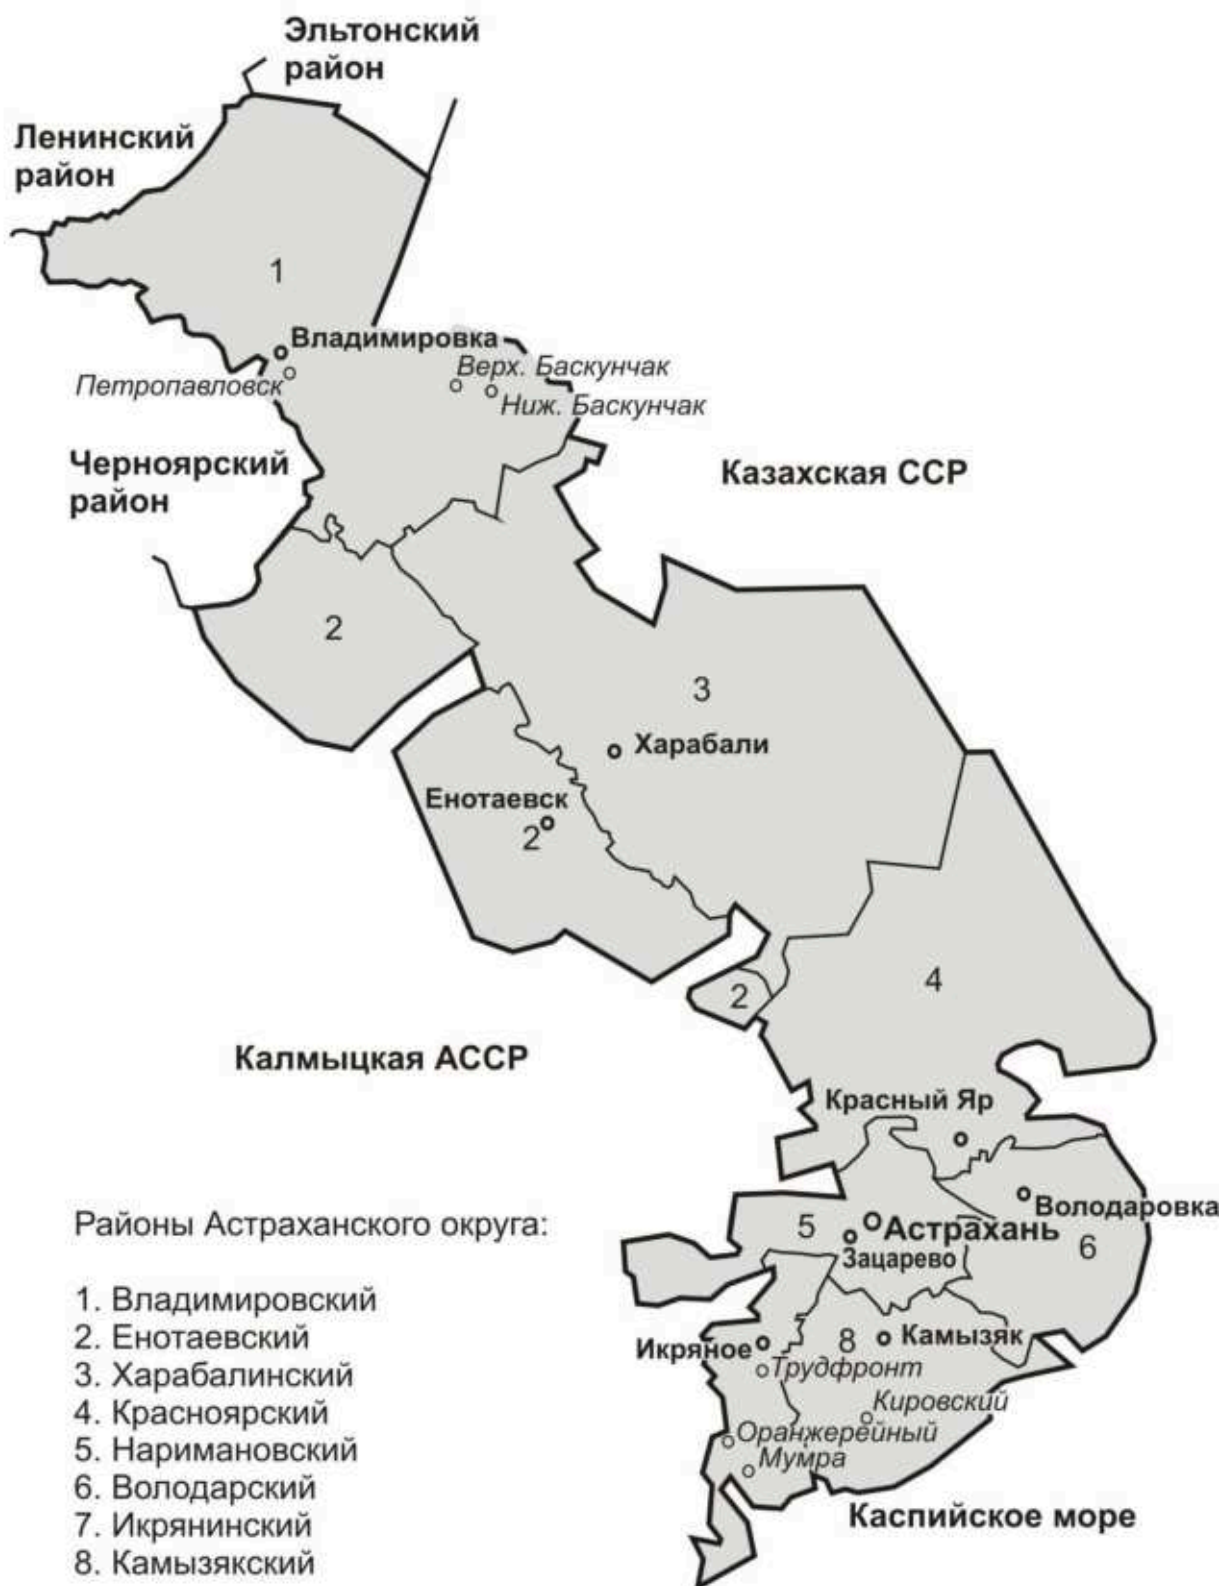 Эльтонский
район
Ленинский
район
1
Владимировка
Петропавловск
Верх. Баскунчак
Ниж. Баскунчак
Черноярский
район
Казахская ССР
2
3
Харабали
Енотаевск
2
4
2
Калмыцкая АССР
Красный Яр
Володаровка
5
Астрахань
Зацарево
6
Икряное
8
Камызяк
Трудфронт
Кировский
Оранжерейный
Мумра
Каспийское море
Районы Астраханского округа:
1. Владимировский
2. Енотаевский
3. Харабалинский
4. Красноярский
5. Наримановский
6. Володарский
7. Икрянинский
8. Камызякский